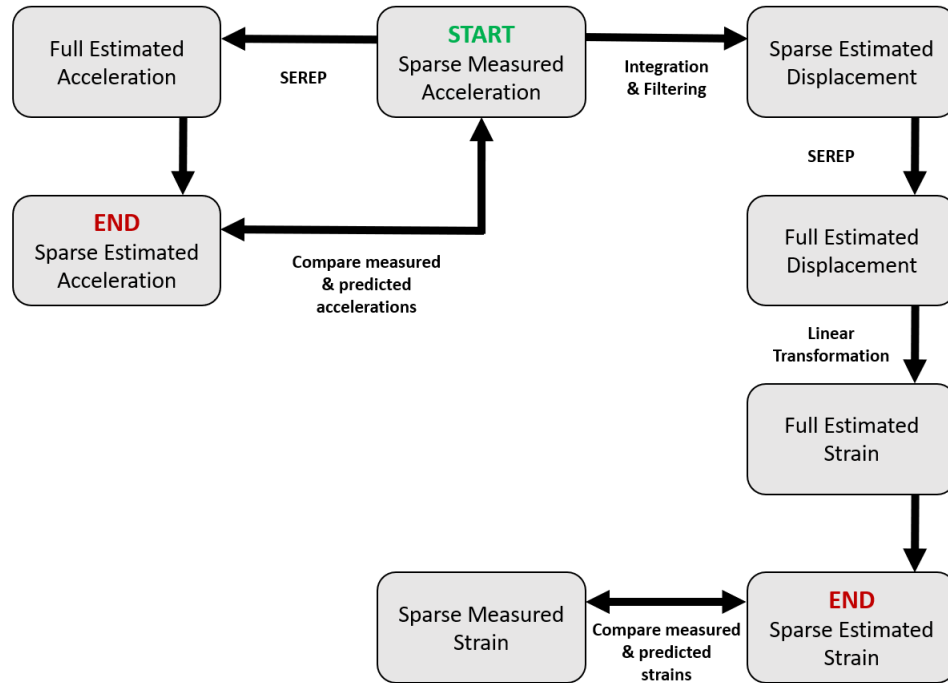 Full Estimated
Acceleration
SEREP
START
Sparse Measured
Acceleration
Integration
& Filtering
Sparse Estimated
Displacement
SEREP
END
Sparse Estimated
Acceleration
Compare measured
& predicted
accelerations
Full Estimated
Displacement
Linear
Transformation
Full Estimated
Strain
Sparse Measured
Strain
Compare measured
& predicted
strains
END
Sparse Estimated
Strain